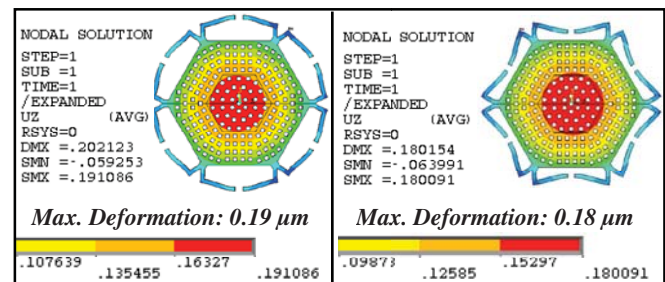 NODAL SOLUTION
STEP=1
SUB =1
TIME=1
/EXPANDED
UZ (AVG)
RSYS=0
DMX =.202123
SMN =-.059253
SMX =.191086
Max. Deformation: 0.19 µm
.107639 .16327
.135455 .191086
NODAL SOLUTION
STEP=1
SUB =1
TIME=1
/EXPANDED
UZ (AVG)
RSYS=0
DMX =.180154
SMN =-.063991
SMX =.180091
Max. Deformation: 0.18 µm
.09873 .15297
.12585 .180091